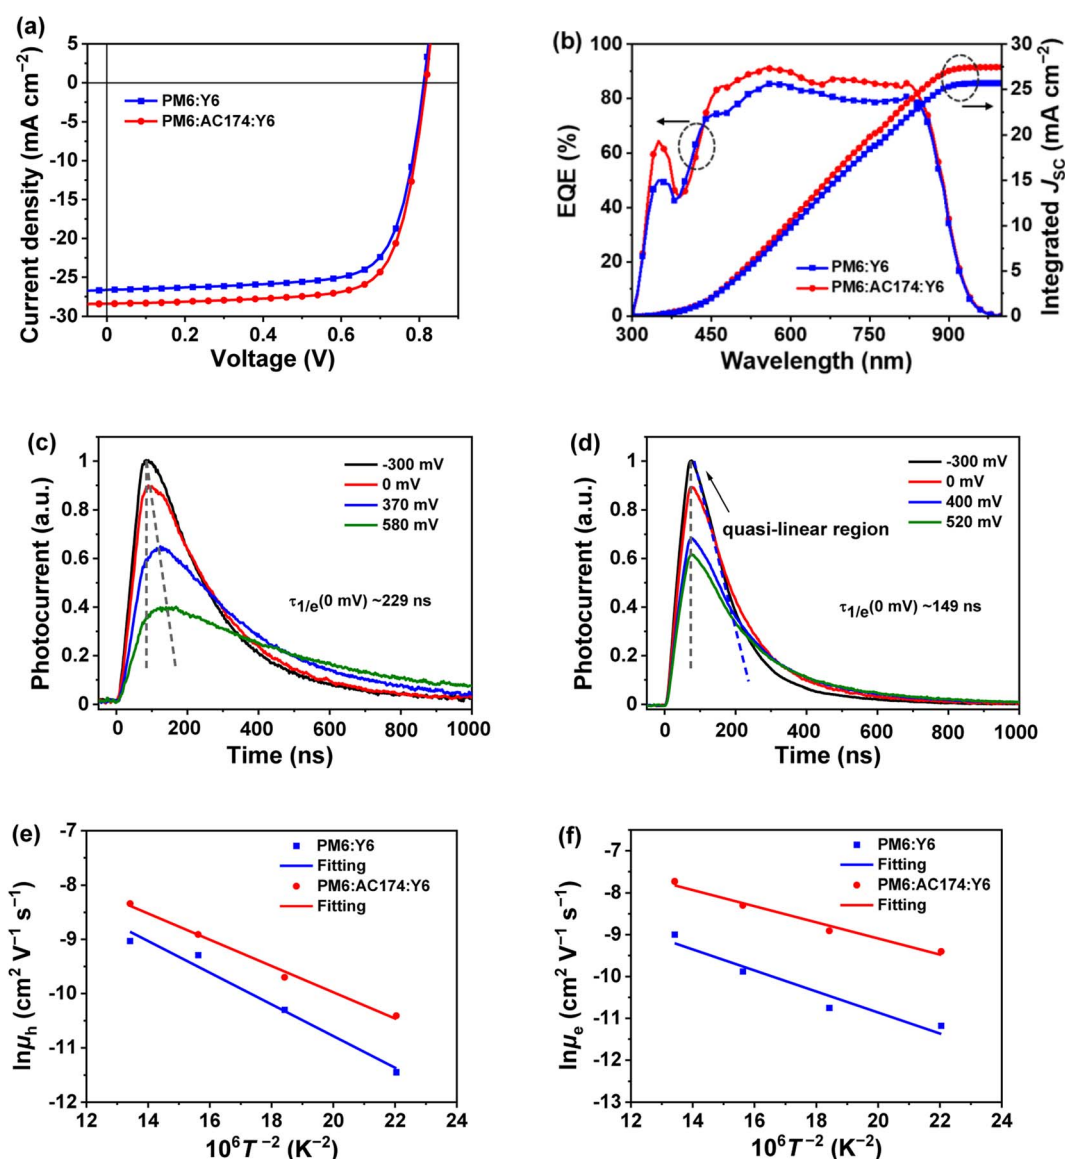 (a)
5
0
-5
-10
-15
-20
-25
-30
Current density (mA cm⁻²)
PM6:Y6
PM6:AC174:Y6
0 0.2 0.4 0.6 0.8
Voltage (V)
(b)
100
80
60
40
20
0
EQE (%)
30
25
20
15
10
5
0
Integrated J_SC (mA cm⁻²)
PM6:Y6
PM6:AC174:Y6
300 450 600 750 900
Wavelength (nm)
(c)
1
0.8
0.6
0.4
0.2
0
Photocurrent (a.u.)
-300 mV
0 mV
370 mV
580 mV
τ1/e(0 mV) ~229 ns
0 200 400 600 800 1000
Time (ns)
(d)
1
0.8
0.6
0.4
0.2
0
Photocurrent (a.u.)
-300 mV
0 mV
400 mV
520 mV
quasi-linear region
τ1/e(0 mV) ~149 ns
0 200 400 600 800 1000
Time (ns)
(e)
-7
-8
-9
-10
-11
-12
lnμh (cm² V⁻¹ s⁻¹)
PM6:Y6
Fitting
PM6:AC174:Y6
Fitting
12 14 16 18 20 22 24
10⁶T⁻² (K⁻²)
(f)
-7
-8
-9
-10
-11
-12
-13
lnμe (cm² V⁻¹ s⁻¹)
PM6:Y6
Fitting
PM6:AC174:Y6
Fitting
12 14 16 18 20 22 24
10⁶T⁻² (K⁻²)